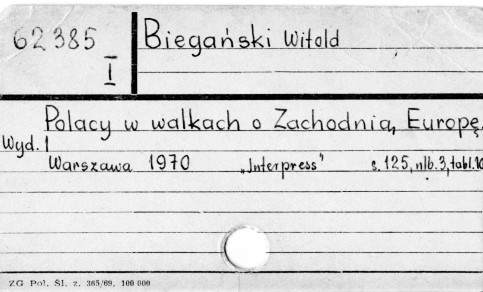 62385 Biegański Witold
I
Polacy w walkach o Zachodnią Europę.
Wyd. 1
Warszawa 1970 „Interpress” s. 125, nlb. 3, tabl. 10
ZG Pol. Śl. z. 365/69. 100 000